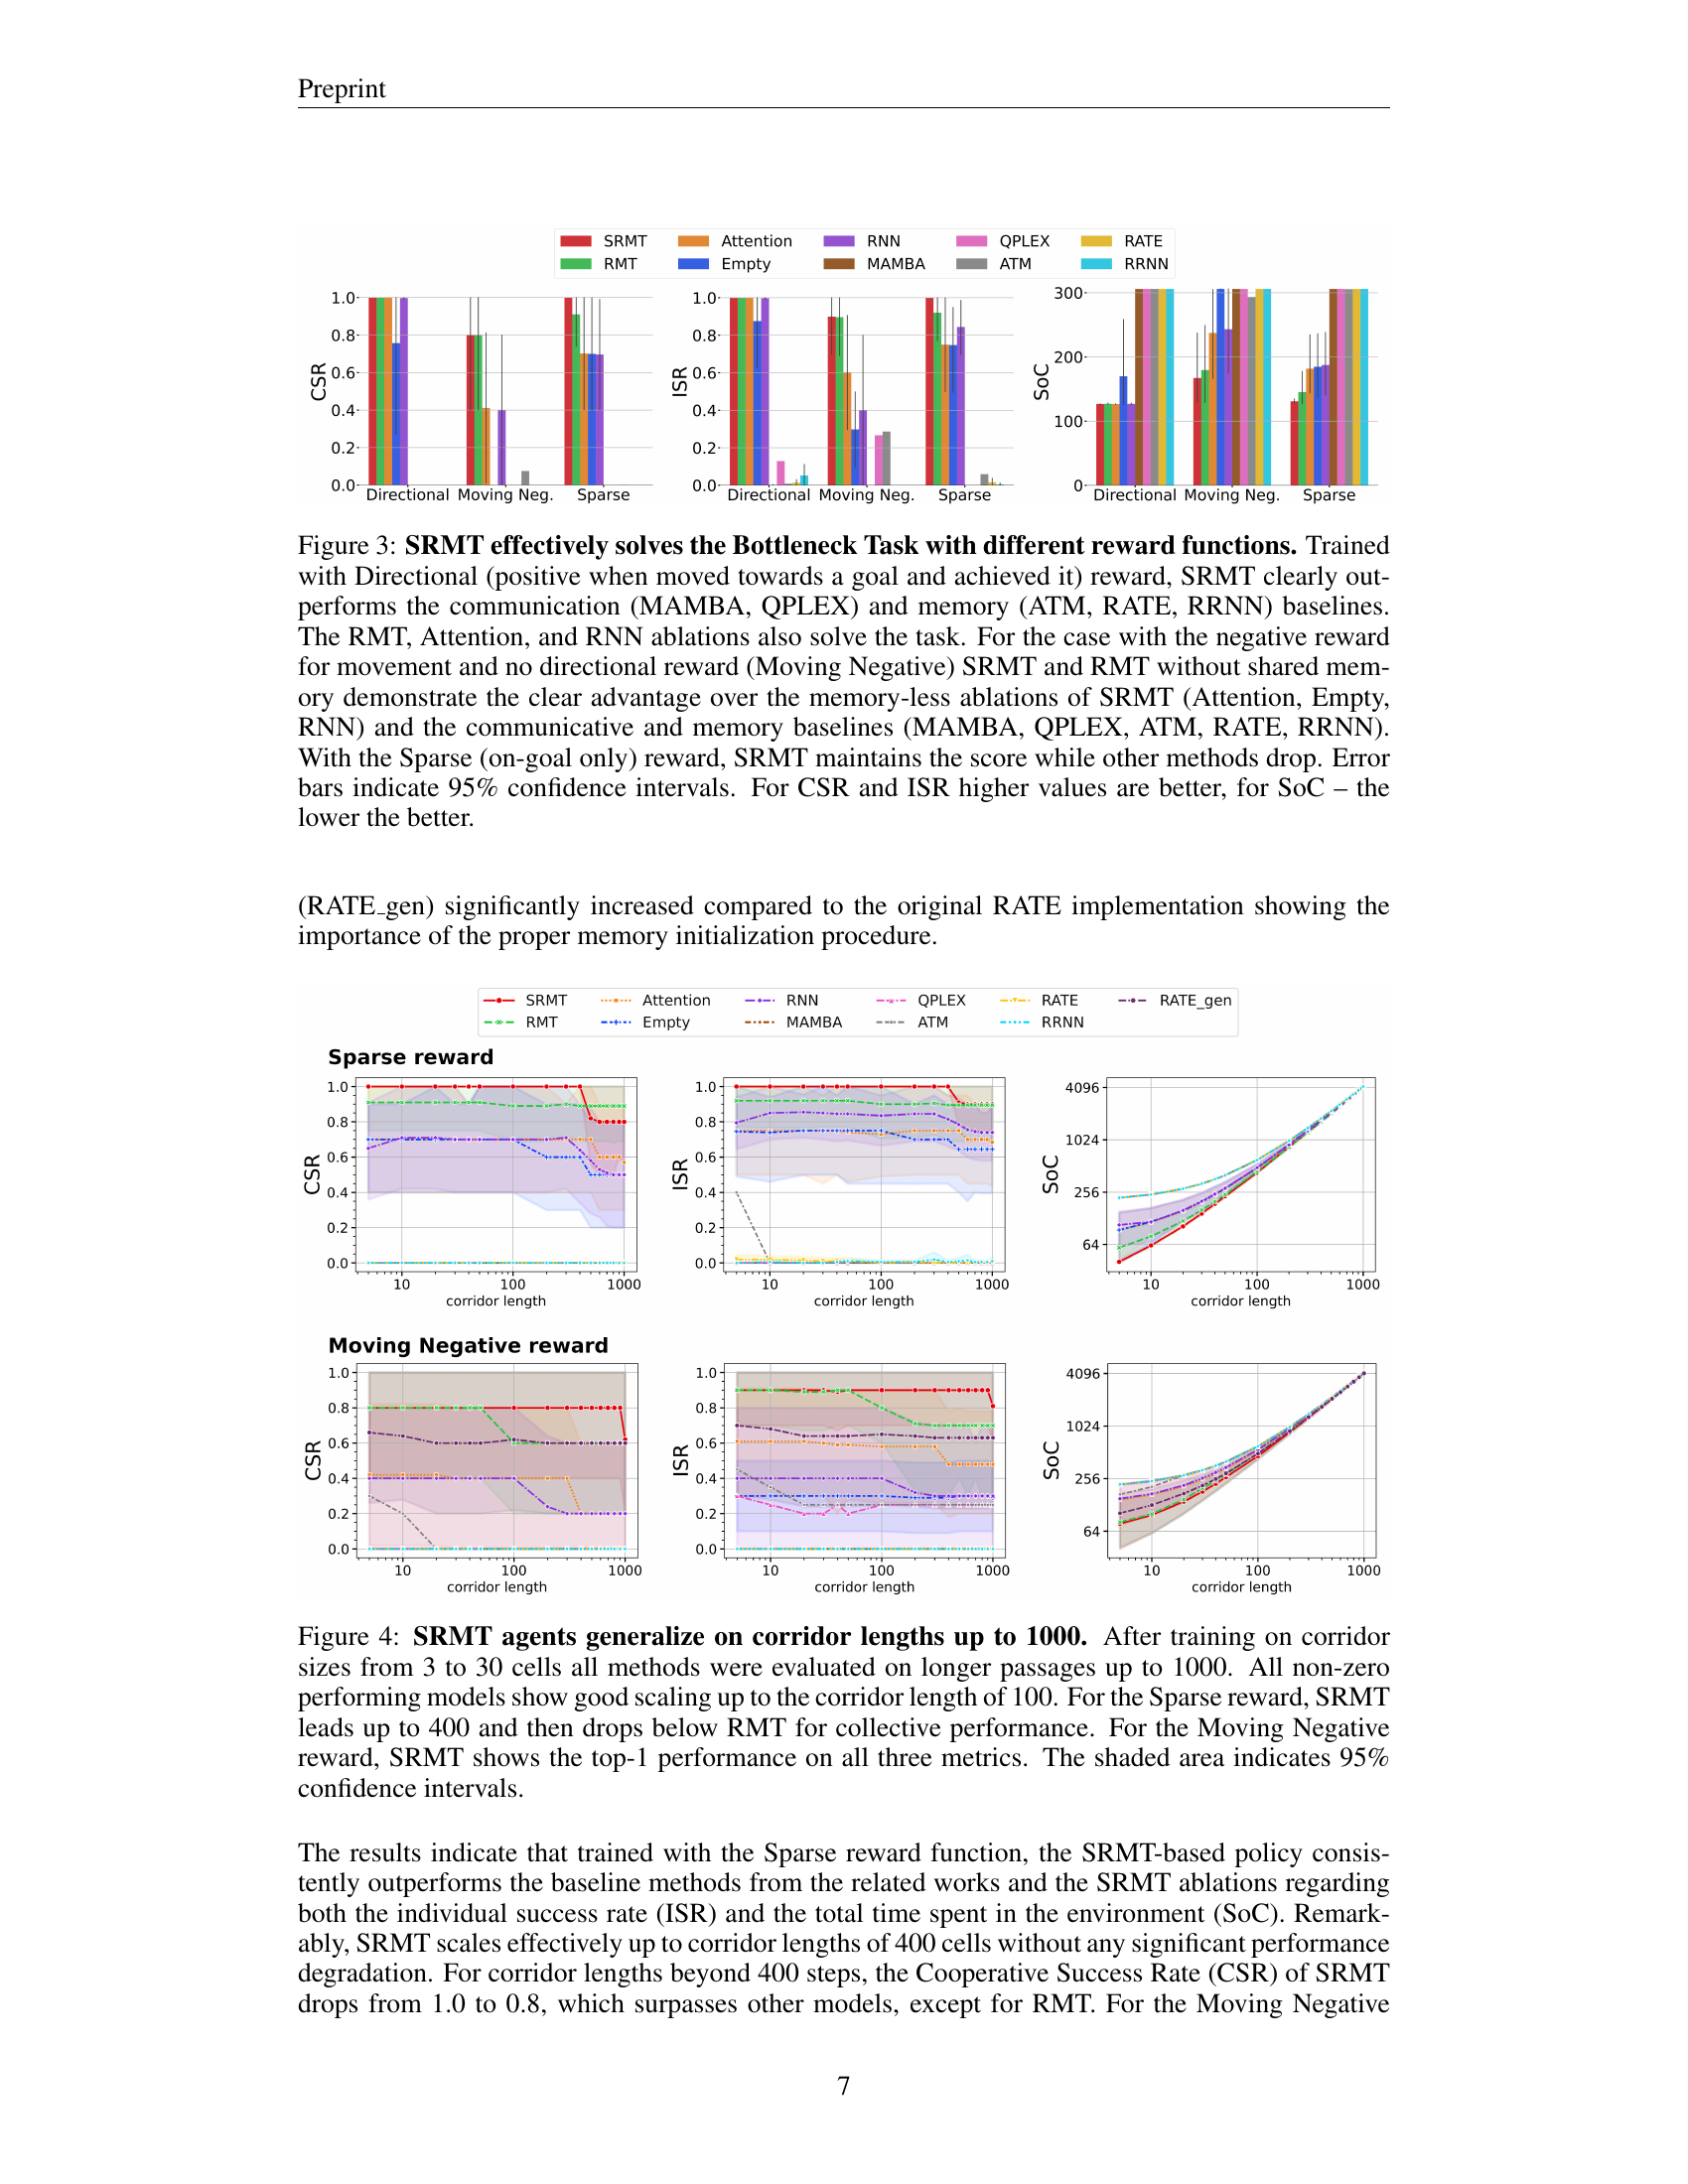 Preprint
SRMT Attention RNN QPLEX RATE
RMT Empty MAMBA ATM RRNN
CSR
1.0
0.8
0.6
0.4
0.2
0.0
Directional Moving Neg. Sparse
ISR
1.0
0.8
0.6
0.4
0.2
0.0
Directional Moving Neg. Sparse
SoC
300
200
100
0
Directional Moving Neg. Sparse
Figure 3: SRMT effectively solves the Bottleneck Task with different reward functions. Trained
with Directional (positive when moved towards a goal and achieved it) reward, SRMT clearly out-
performs the communication (MAMBA, QPLEX) and memory (ATM, RATE, RRNN) baselines.
The RMT, Attention, and RNN ablations also solve the task. For the case with the negative reward
for movement and no directional reward (Moving Negative) SRMT and RMT without shared mem-
ory demonstrate the clear advantage over the memory-less ablations of SRMT (Attention, Empty,
RNN) and the communicative and memory baselines (MAMBA, QPLEX, ATM, RATE, RRNN).
With the Sparse (on-goal only) reward, SRMT maintains the score while other methods drop. Error
bars indicate 95% confidence intervals. For CSR and ISR higher values are better, for SoC – the
lower the better.
(RATE_gen) significantly increased compared to the original RATE implementation showing the
importance of the proper memory initialization procedure.
SRMT Attention RNN QPLEX RATE RATE_gen
RMT Empty MAMBA ATM RRNN
Sparse reward
CSR
1.0
0.8
0.6
0.4
0.2
0.0
10 100 1000
corridor length
ISR
1.0
0.8
0.6
0.4
0.2
0.0
10 100 1000
corridor length
SoC
4096
1024
256
64
10 100 1000
corridor length
Moving Negative reward
CSR
1.0
0.8
0.6
0.4
0.2
0.0
10 100 1000
corridor length
ISR
1.0
0.8
0.6
0.4
0.2
0.0
10 100 1000
corridor length
SoC
4096
1024
256
64
10 100 1000
corridor length
Figure 4: SRMT agents generalize on corridor lengths up to 1000. After training on corridor
sizes from 3 to 30 cells all methods were evaluated on longer passages up to 1000. All non-zero
performing models show good scaling up to the corridor length of 100. For the Sparse reward, SRMT
leads up to 400 and then drops below RMT for collective performance. For the Moving Negative
reward, SRMT shows the top-1 performance on all three metrics. The shaded area indicates 95%
confidence intervals.
The results indicate that trained with the Sparse reward function, the SRMT-based policy consis-
tently outperforms the baseline methods from the related works and the SRMT ablations regarding
both the individual success rate (ISR) and the total time spent in the environment (SoC). Remark-
ably, SRMT scales effectively up to corridor lengths of 400 cells without any significant performance
degradation. For corridor lengths beyond 400 steps, the Cooperative Success Rate (CSR) of SRMT
drops from 1.0 to 0.8, which surpasses other models, except for RMT. For the Moving Negative
7